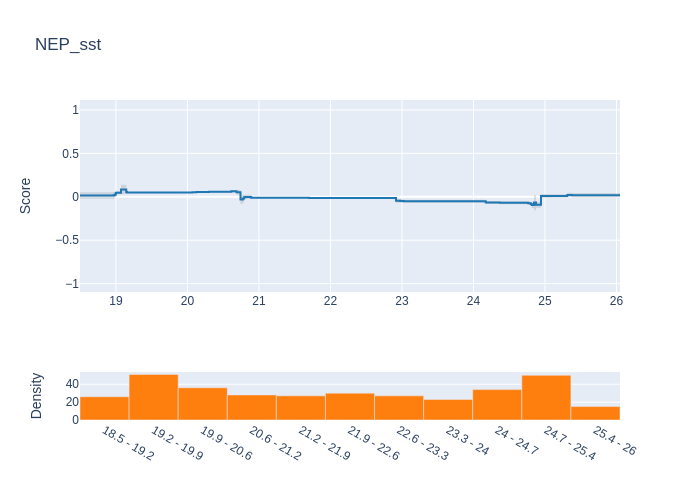 NEP_sst
Score
1
0.5
0
−0.5
−1
19 20 21 22 23 24 25 26
Density
40
20
0
18.5 - 19.2
19.2 - 19.9
19.9 - 20.6
20.6 - 21.2
21.2 - 21.9
21.9 - 22.6
22.6 - 23.3
23.3 - 24
24 - 24.7
24.7 - 25.4
25.4 - 26